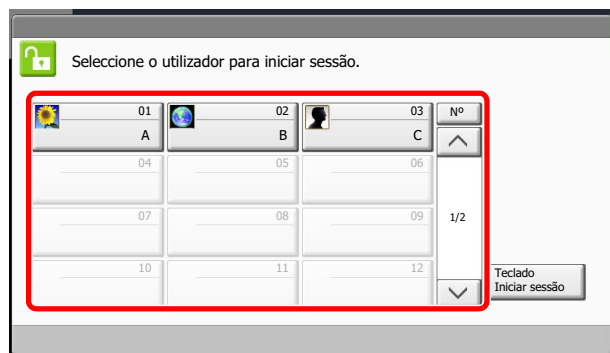 Seleccione o utilizador para iniciar sessão.
01 02 03 Nº
A B C
04 05 06
07 08 09 1/2
10 11 12
Teclado
Iniciar sessão